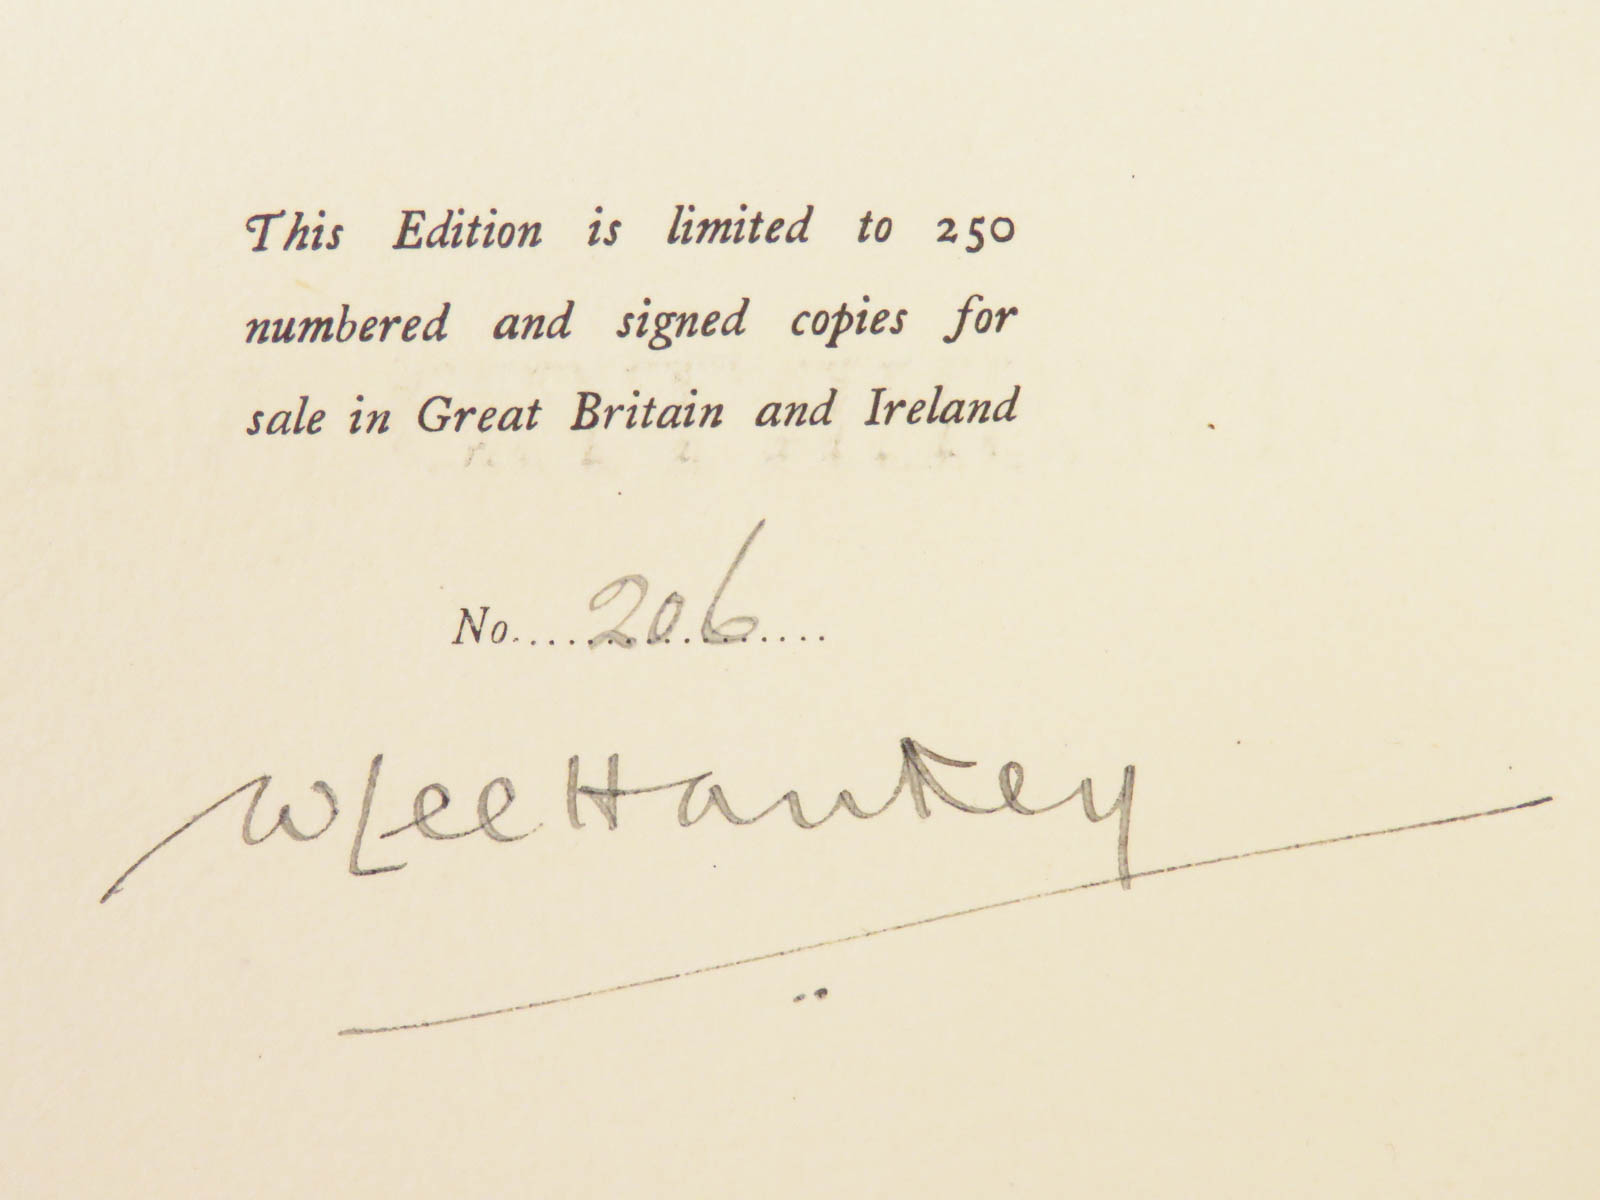 This Edition is limited to 250
numbered and signed copies for
sale in Great Britain and Ireland
No.....206.....
W Lee Hankey